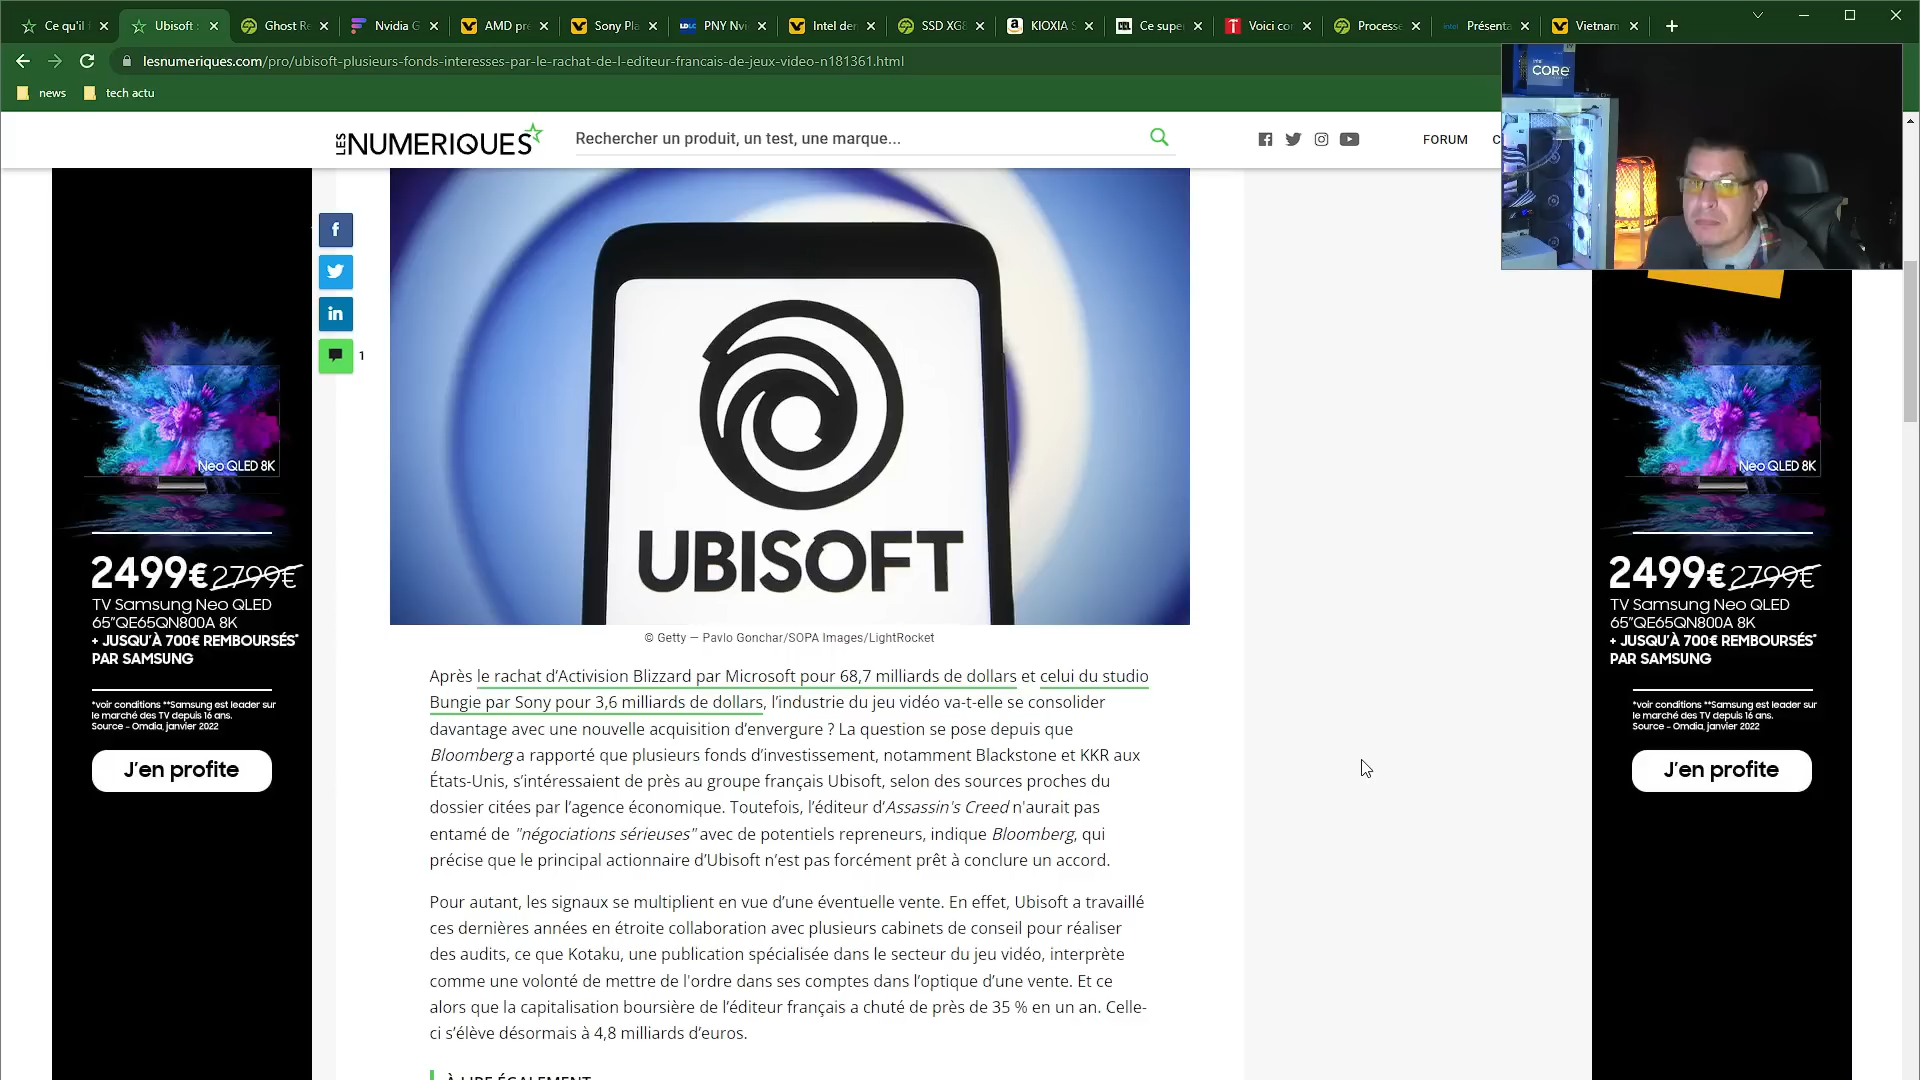 Ce qu'il
Ubisoft :
Ghost Re
Nvidia G
AMD pre
Sony Pla
PNY Nvi
Intel der
SSD XG8
KIOXIA S
Ce supe
Voici co
Processe
Présenta
Vietnam
lesnumeriques.com/pro/ubisoft-plusieurs-fonds-interesses-par-le-rachat-de-l-editeur-francais-de-jeux-video-n181361.html
news
tech actu
CORE
LES NUMERIQUES
Rechercher un produit, un test, une marque...
FORUM
C
1
UBISOFT
© Getty — Pavlo Gonchar/SOPA Images/LightRocket
Après le rachat d'Activision Blizzard par Microsoft pour 68,7 milliards de dollars et celui du studio
Bungie par Sony pour 3,6 milliards de dollars, l'industrie du jeu vidéo va-t-elle se consolider
davantage avec une nouvelle acquisition d'envergure ? La question se pose depuis que
Bloomberg a rapporté que plusieurs fonds d'investissement, notamment Blackstone et KKR aux
États-Unis, s'intéressaient de près au groupe français Ubisoft, selon des sources proches du
dossier citées par l'agence économique. Toutefois, l'éditeur d'Assassin's Creed n'aurait pas
entamé de "négociations sérieuses" avec de potentiels repreneurs, indique Bloomberg, qui
précise que le principal actionnaire d'Ubisoft n'est pas forcément prêt à conclure un accord.
Pour autant, les signaux se multiplient en vue d'une éventuelle vente. En effet, Ubisoft a travaillé
ces dernières années en étroite collaboration avec plusieurs cabinets de conseil pour réaliser
des audits, ce que Kotaku, une publication spécialisée dans le secteur du jeu vidéo, interprète
comme une volonté de mettre de l'ordre dans ses comptes dans l'optique d'une vente. Et ce
alors que la capitalisation boursière de l'éditeur français a chuté de près de 35 % en un an. Celle-
ci s'élève désormais à 4,8 milliards d'euros.
À LIRE ÉGALEMENT
Neo QLED 8K
2499€ 2799€
TV Samsung Neo QLED
65"QE65QN800A 8K
+ JUSQU'À 700€ REMBOURSÉS*
PAR SAMSUNG
*voir conditions **Samsung est leader sur
le marché des TV depuis 16 ans.
Source - Omdia, janvier 2022
J'en profite
Neo QLED 8K
2499€ 2799€
TV Samsung Neo QLED
65"QE65QN800A 8K
+ JUSQU'À 700€ REMBOURSÉS*
PAR SAMSUNG
*voir conditions **Samsung est leader sur
le marché des TV depuis 16 ans.
Source - Omdia, janvier 2022
J'en profite